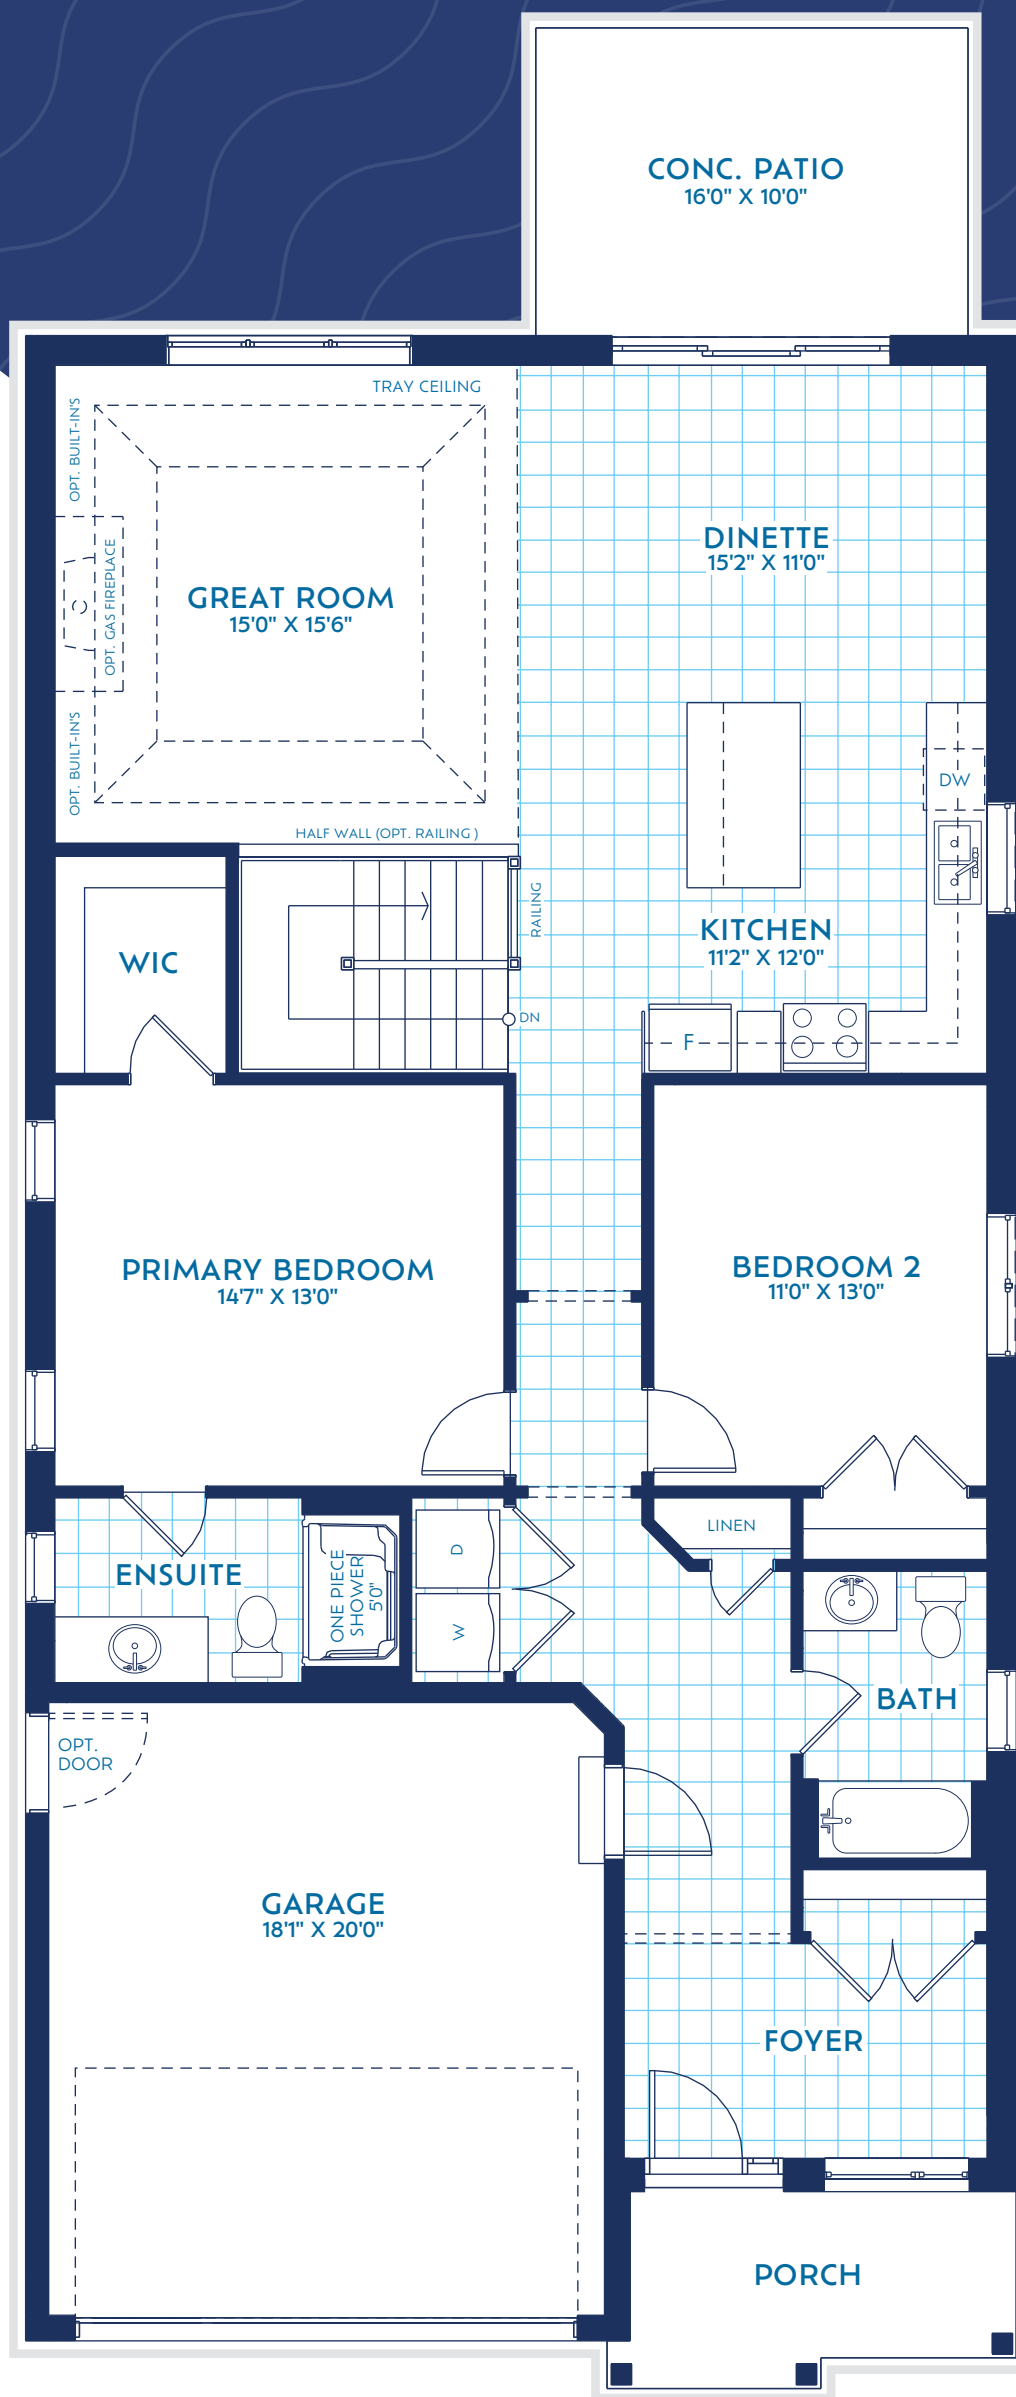 CONC. PATIO
16'0" X 10'0"
TRAY CEILING
OPT. BUILT-IN'S
DINETTE
15'2" X 11'0"
OPT. GAS FIREPLACE
GREAT ROOM
15'0" X 15'6"
OPT. BUILT-IN'S
DW
HALF WALL (OPT. RAILING )
RAILING
KITCHEN
11'2" X 12'0"
WIC
DN
F
PRIMARY BEDROOM
14'7" X 13'0"
BEDROOM 2
11'0" X 13'0"
LINEN
D
ENSUITE
ONE PIECE
SHOWER
5'0"
W
BATH
OPT.
DOOR
GARAGE
18'1" X 20'0"
FOYER
PORCH